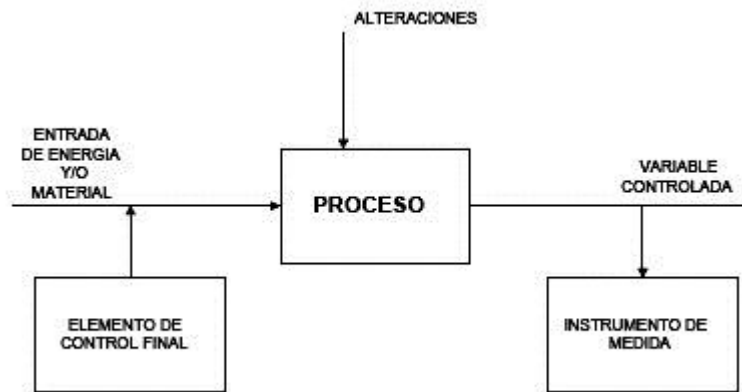 ALTERACIONES
ENTRADA
DE ENERGIA
Y/O
MATERIAL
PROCESO
VARIABLE
CONTROLADA
ELEMENTO DE
CONTROL FINAL
INSTRUMENTO DE
MEDIDA